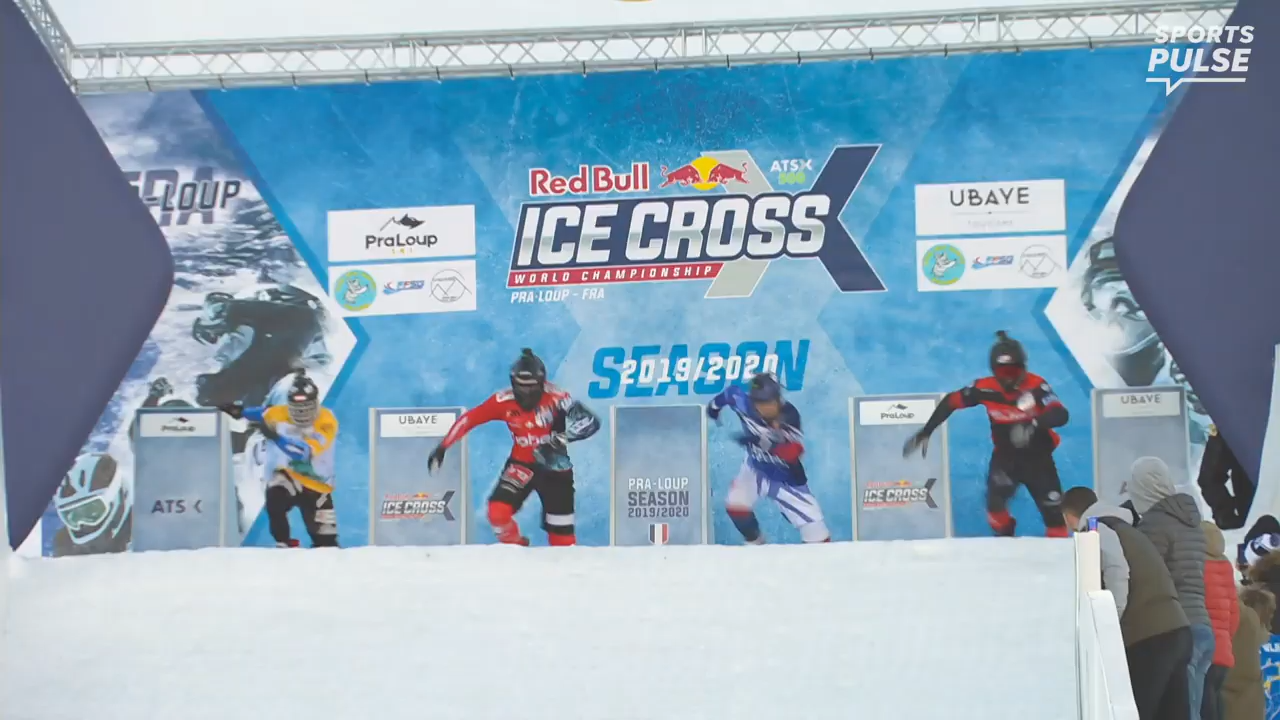 SPORTS
PULSE
LOUP
Red Bull
ATSX
500
ICE CROSS
WORLD CHAMPIONSHIP
PRA-LOUP - FRA
PraLoup
UBAYE
SEASON
2019/2020
PraLoup
ATSX
UBAYE
ICE CROSS
PRA-LOUP
SEASON
2019/2020
PraLoup
ICE CROSS
UBAYE